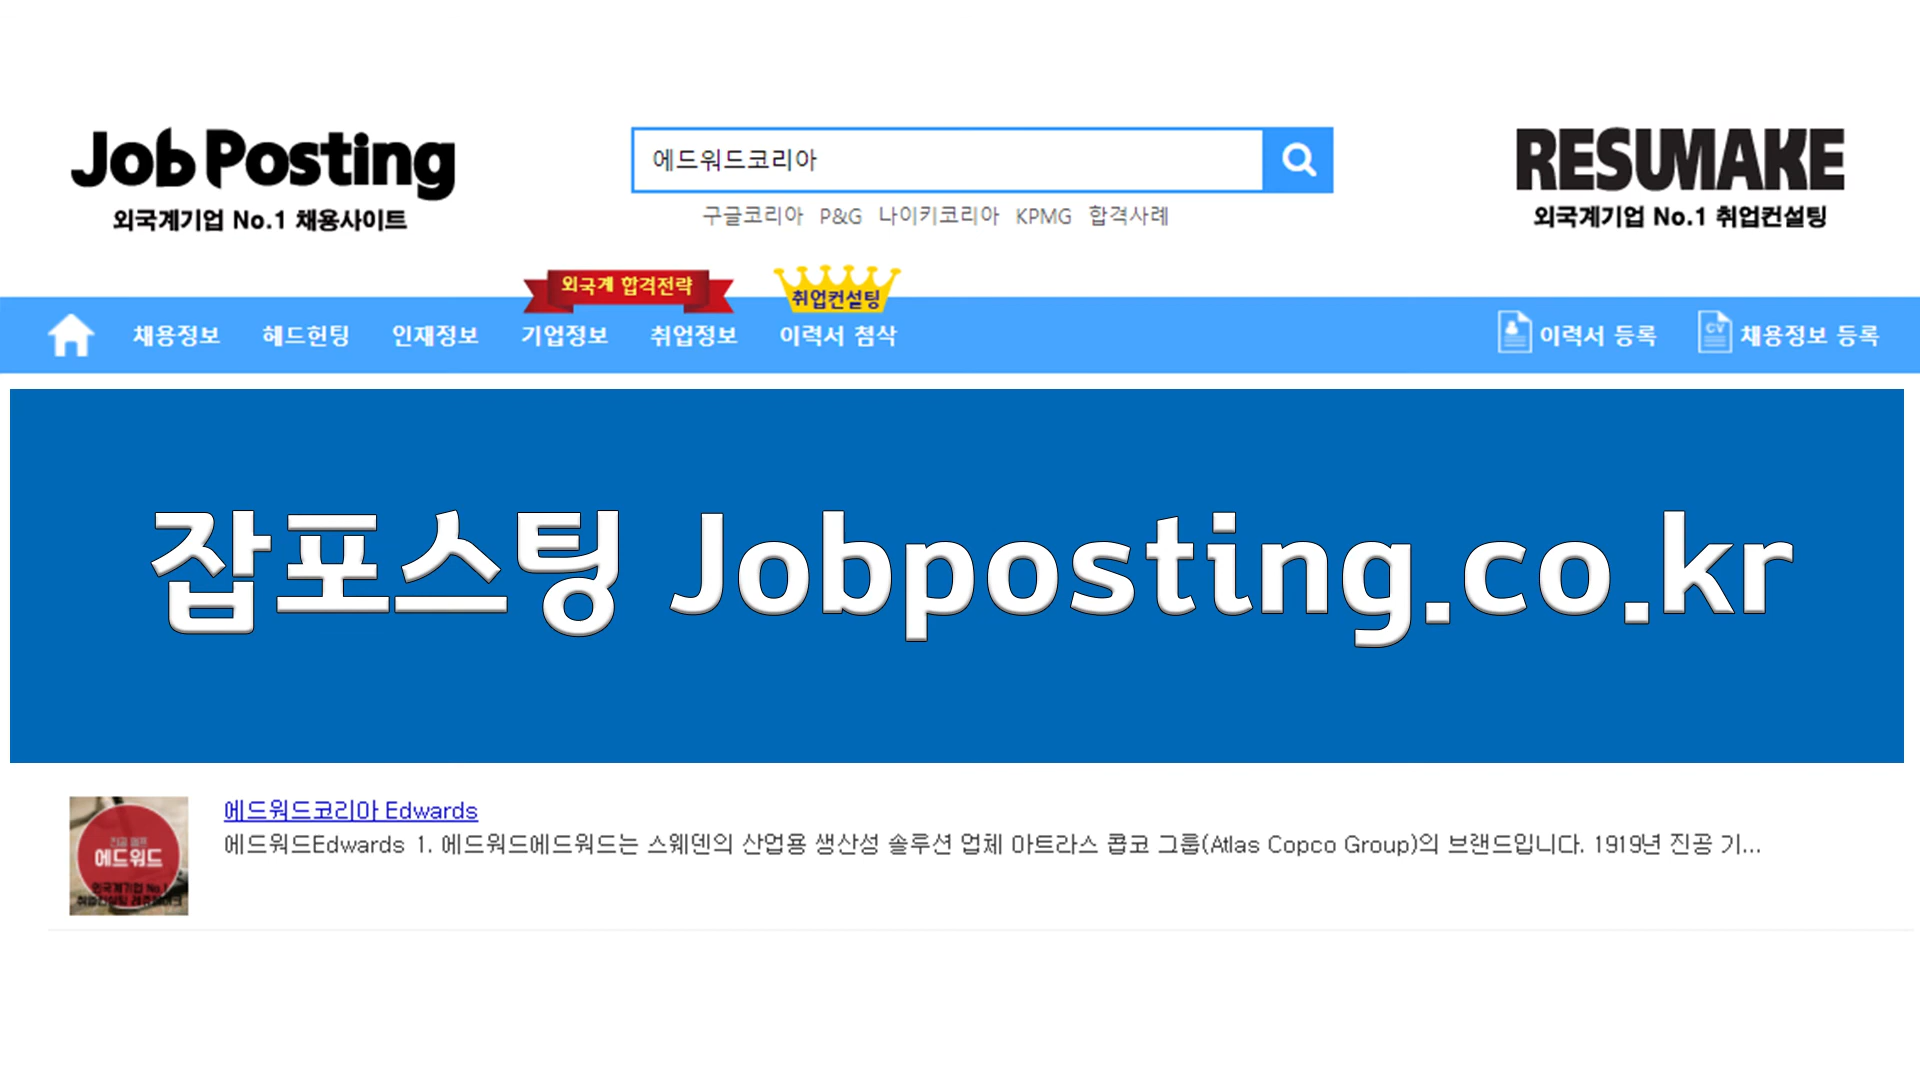 Job Posting
외국계기업 No.1 채용사이트
에드워드코리아
구글코리아 P&G 나이키코리아 KPMG 합격사례
RESUMAKE
외국계기업 No.1 취업컨설팅
외국계 합격전략
취업컨설팅
채용정보 헤드헌팅 인재정보 기업정보 취업정보 이력서 첨삭
CV
이력서 등록 채용정보 등록
잡포스팅 Jobposting.co.kr
에드워드
외국계기업 No.1
에드워드코리아 Edwards
에드워드Edwards 1. 에드워드에드워드는 스웨덴의 산업용 생산성 솔루션 업체 아트라스 콥코 그룹(Atlas Copco Group)의 브랜드입니다. 1919년 진공 기...